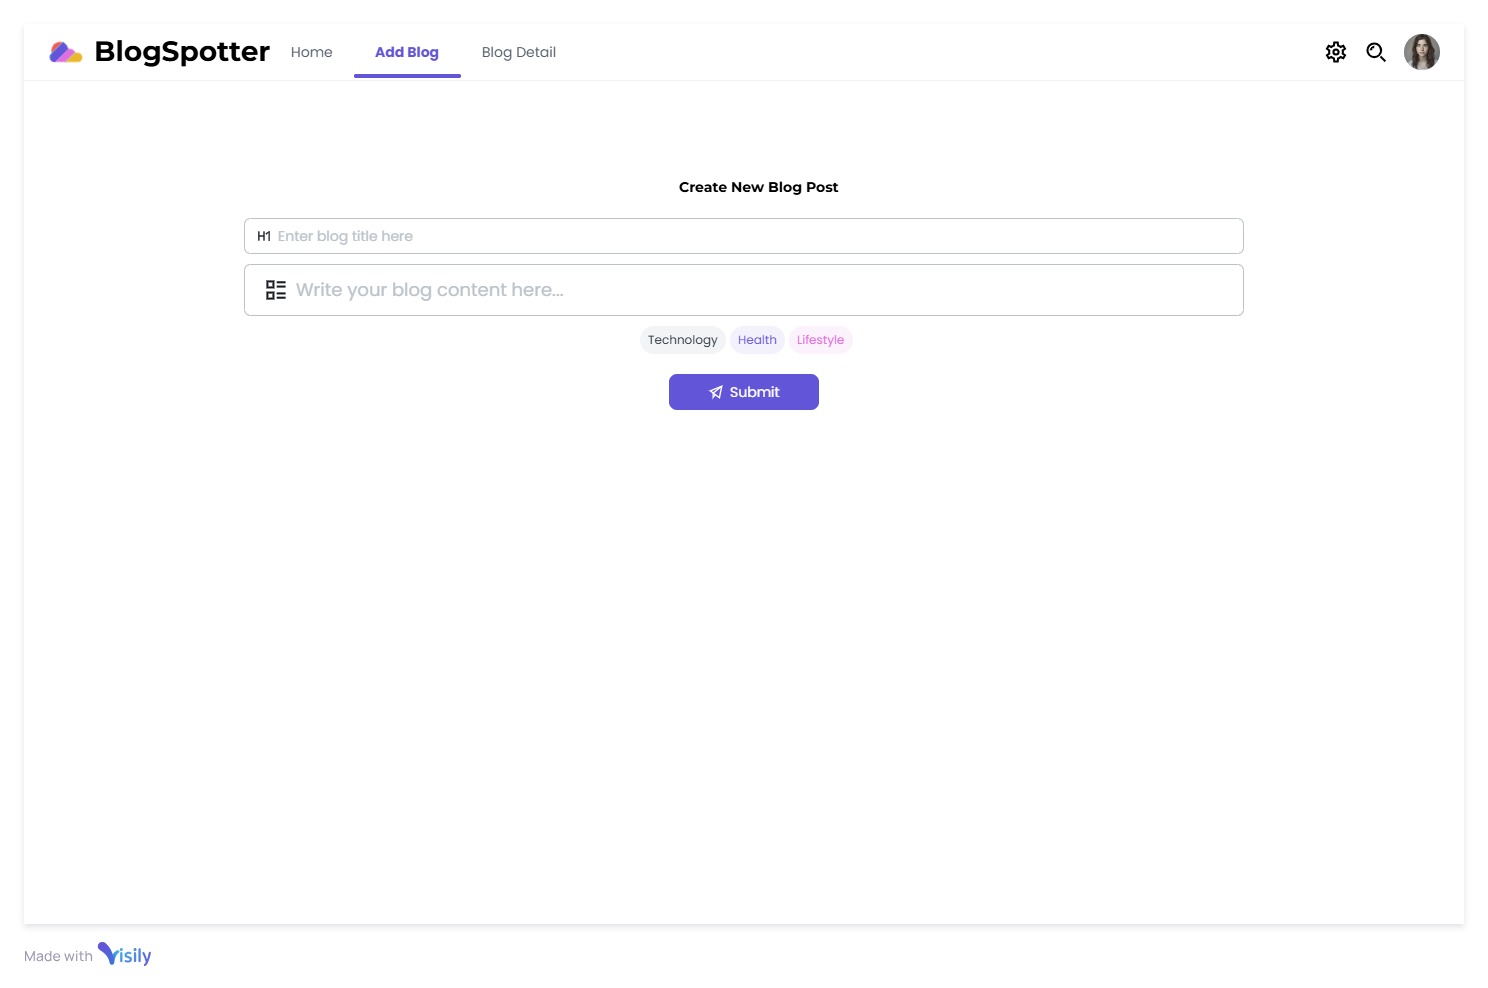 BlogSpotter Home Add Blog Blog Detail
Create New Blog Post
H1 Enter blog title here
Write your blog content here...
Technology Health Lifestyle
Submit
Made with Visily